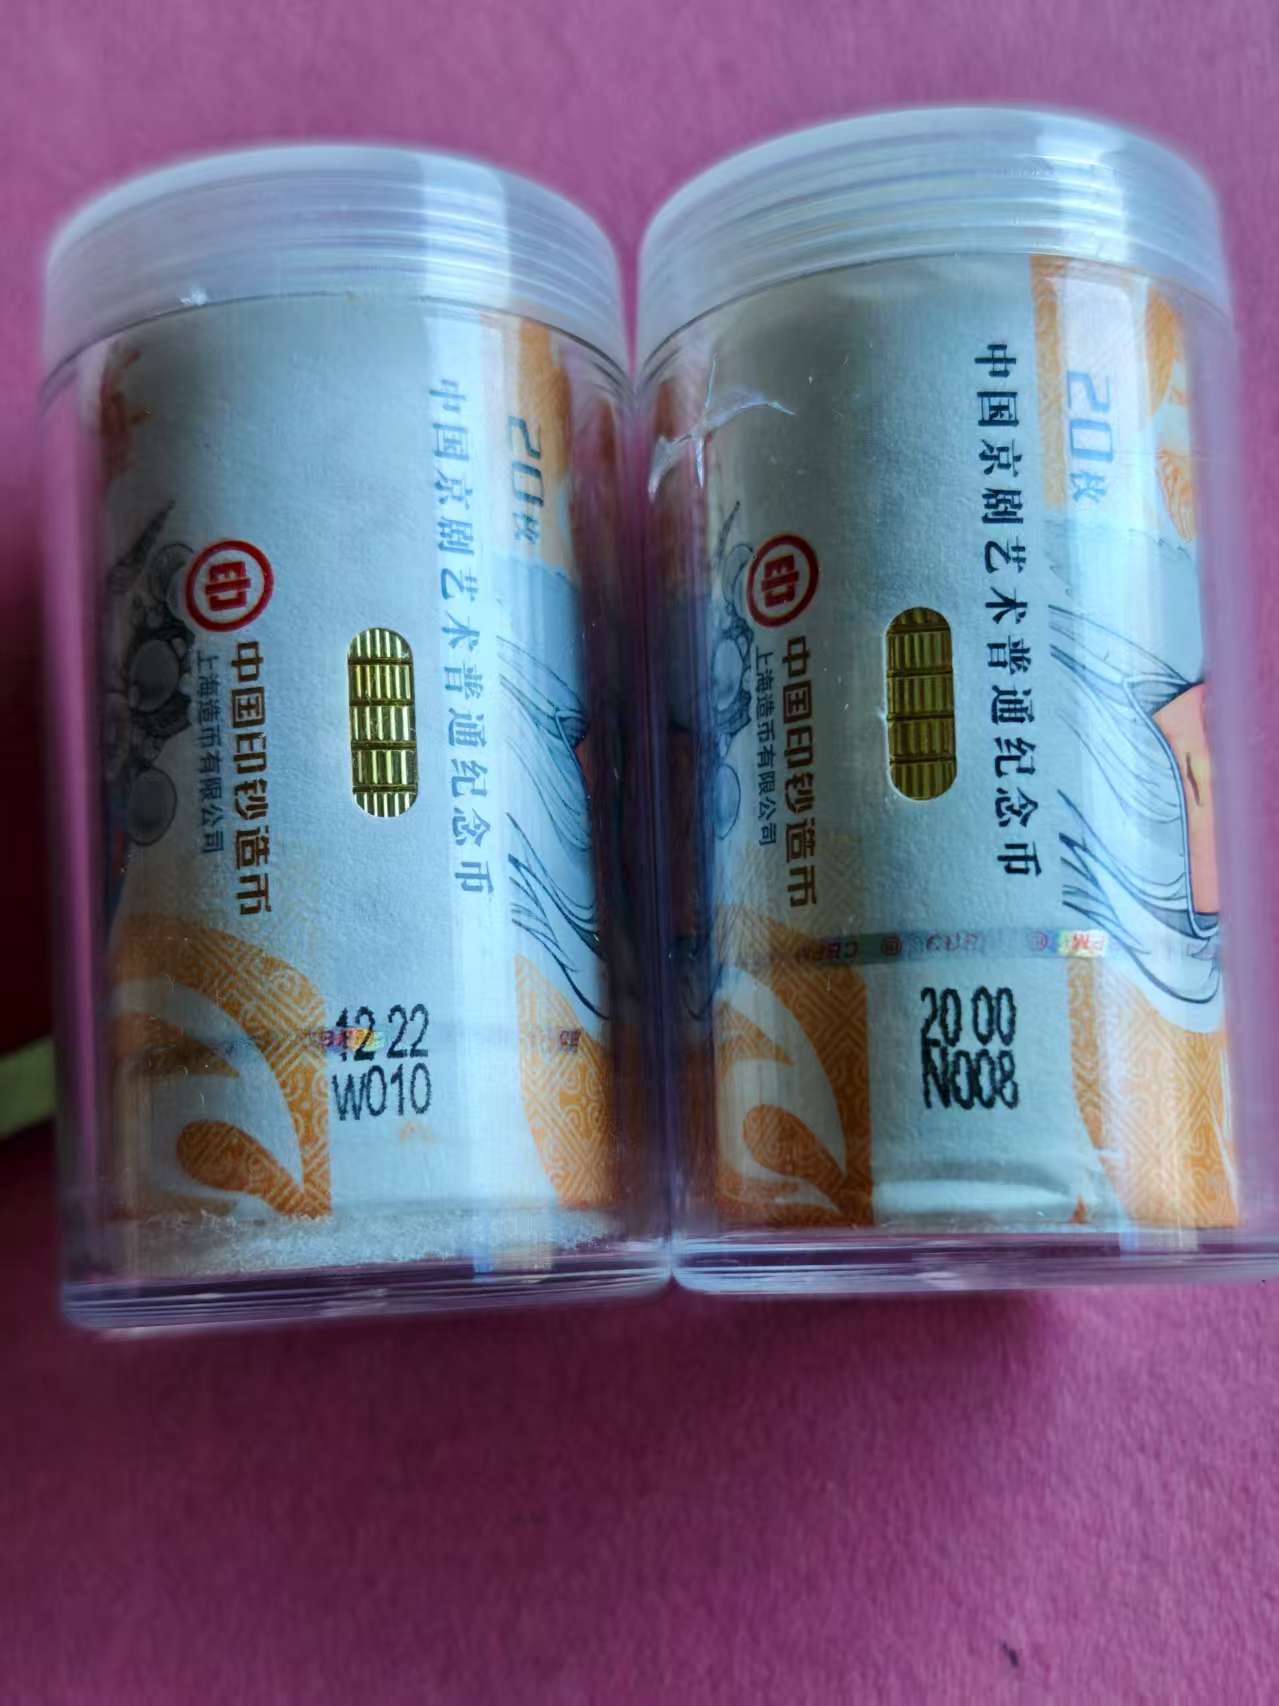 20枚
中国京剧艺术普通纪念币
印
中国印钞造币
上海造币有限公司
12 22
W010
20枚
中国京剧艺术普通纪念币
印
中国印钞造币
上海造币有限公司
20 00
N008